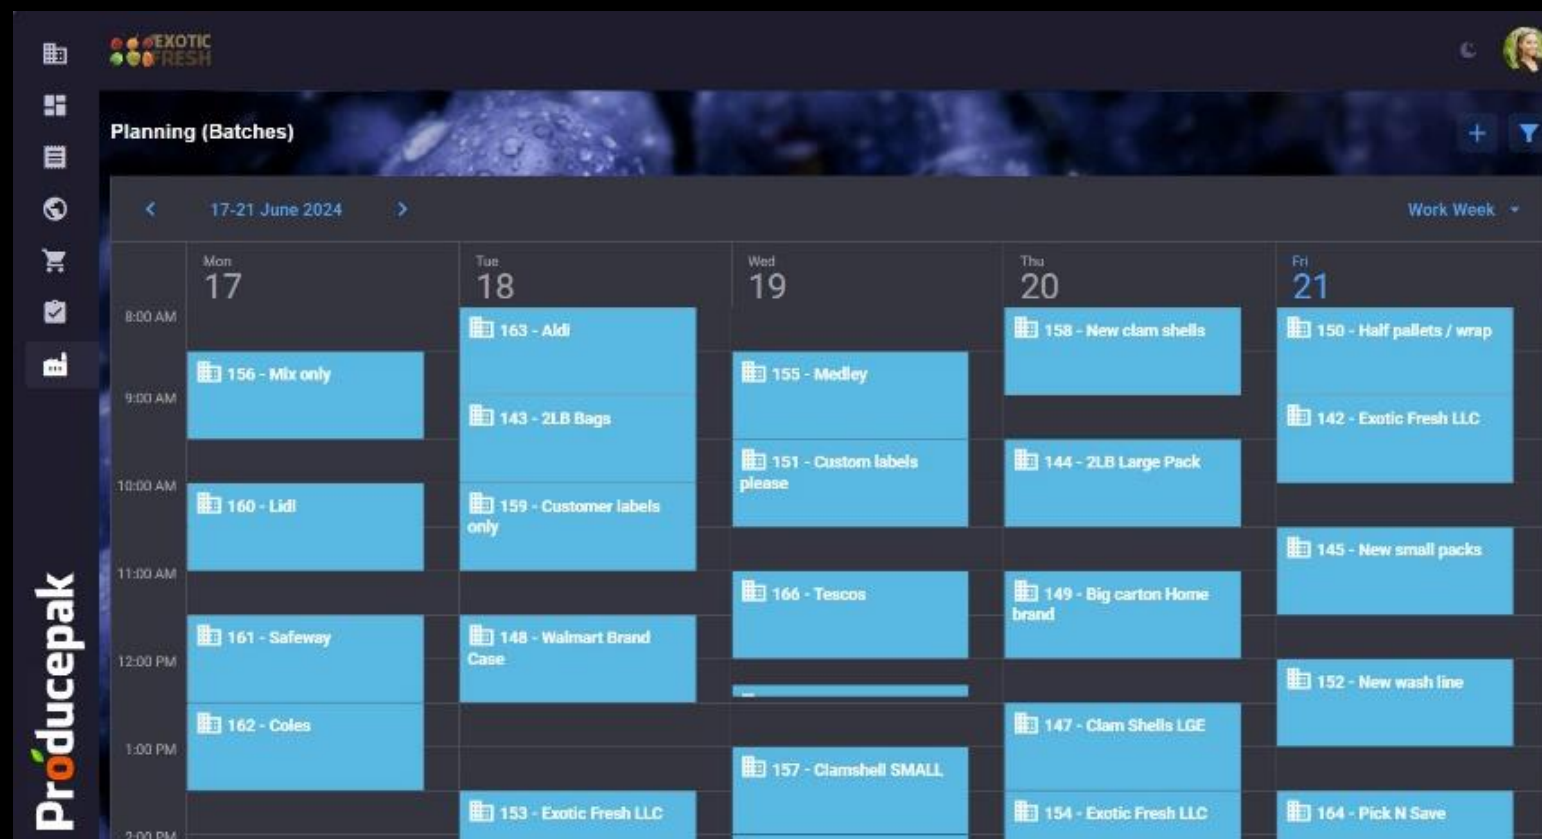 EXOTIC
FRESH
Planning (Batches)
17-21 June 2024
Work Week
Mon
17
Tue
18
Wed
19
Thu
20
Fri
21
8:00 AM
163 - Aldi
158 - New clam shells
150 - Half pallets / wrap
156 - Mix only
155 - Medley
9:00 AM
143 - 2LB Bags
142 - Exotic Fresh LLC
151 - Custom labels
please
144 - 2LB Large Pack
10:00 AM
160 - Lidl
159 - Customer labels
only
145 - New small packs
11:00 AM
166 - Tescos
149 - Big carton Home
brand
161 - Safeway
148 - Walmart Brand
Case
12:00 PM
152 - New wash line
162 - Coles
147 - Clam Shells LGE
1:00 PM
157 - Clamshell SMALL
153 - Exotic Fresh LLC
154 - Exotic Fresh LLC
164 - Pick N Save
2:00 PM
Producepak